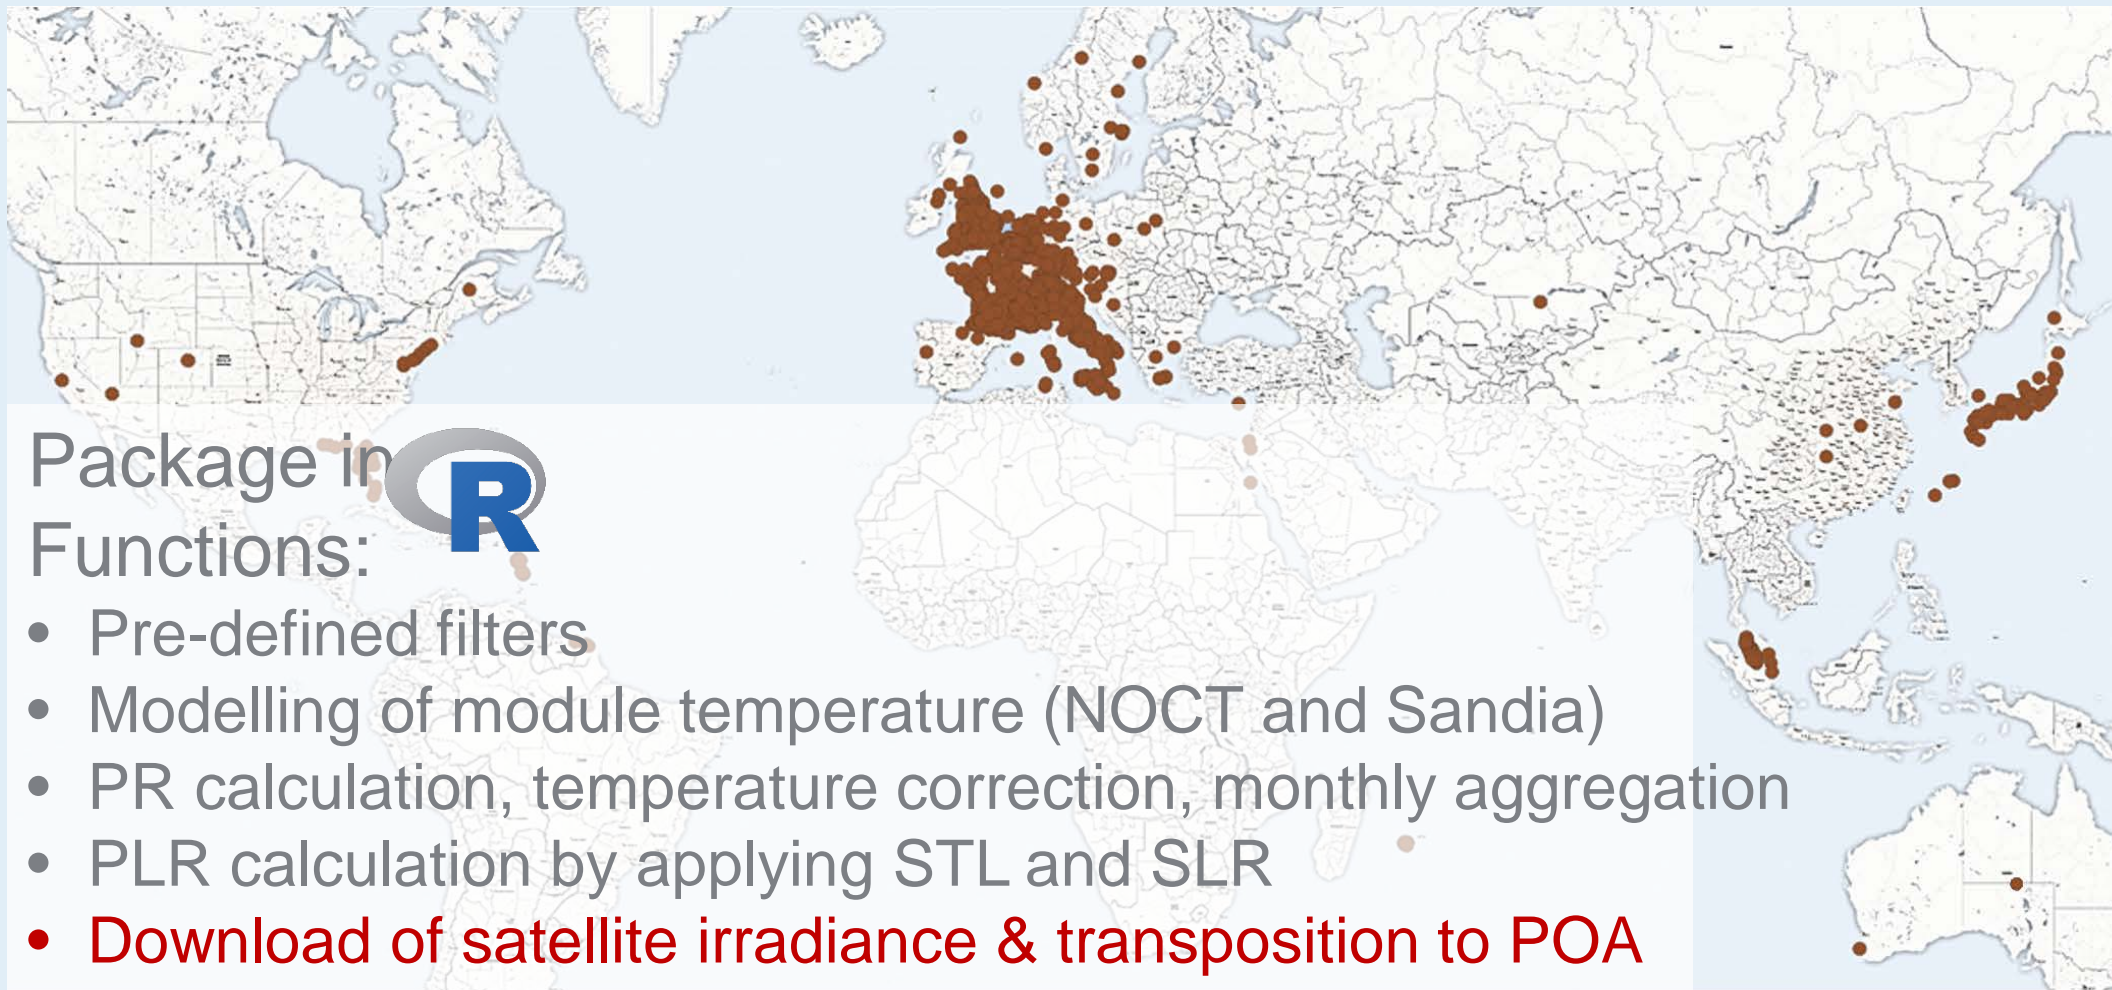 Package in R
Functions:
• Pre-defined filters
• Modelling of module temperature (NOCT and Sandia)
• PR calculation, temperature correction, monthly aggregation
• PLR calculation by applying STL and SLR
• Download of satellite irradiance & transposition to POA